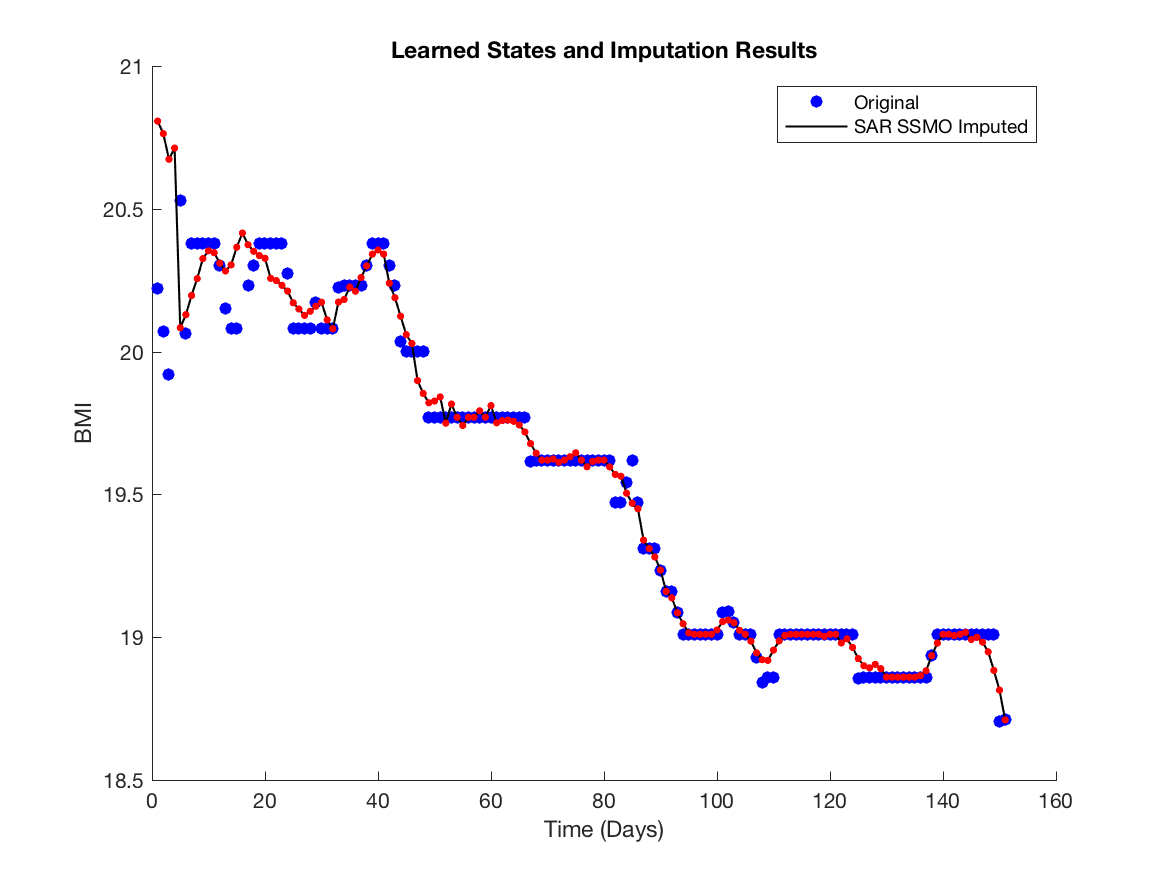 Learned States and Imputation Results
21
20.5
20
19.5
19
18.5
BMI
Original
SAR SSMO Imputed
0 20 40 60 80 100 120 140 160
Time (Days)